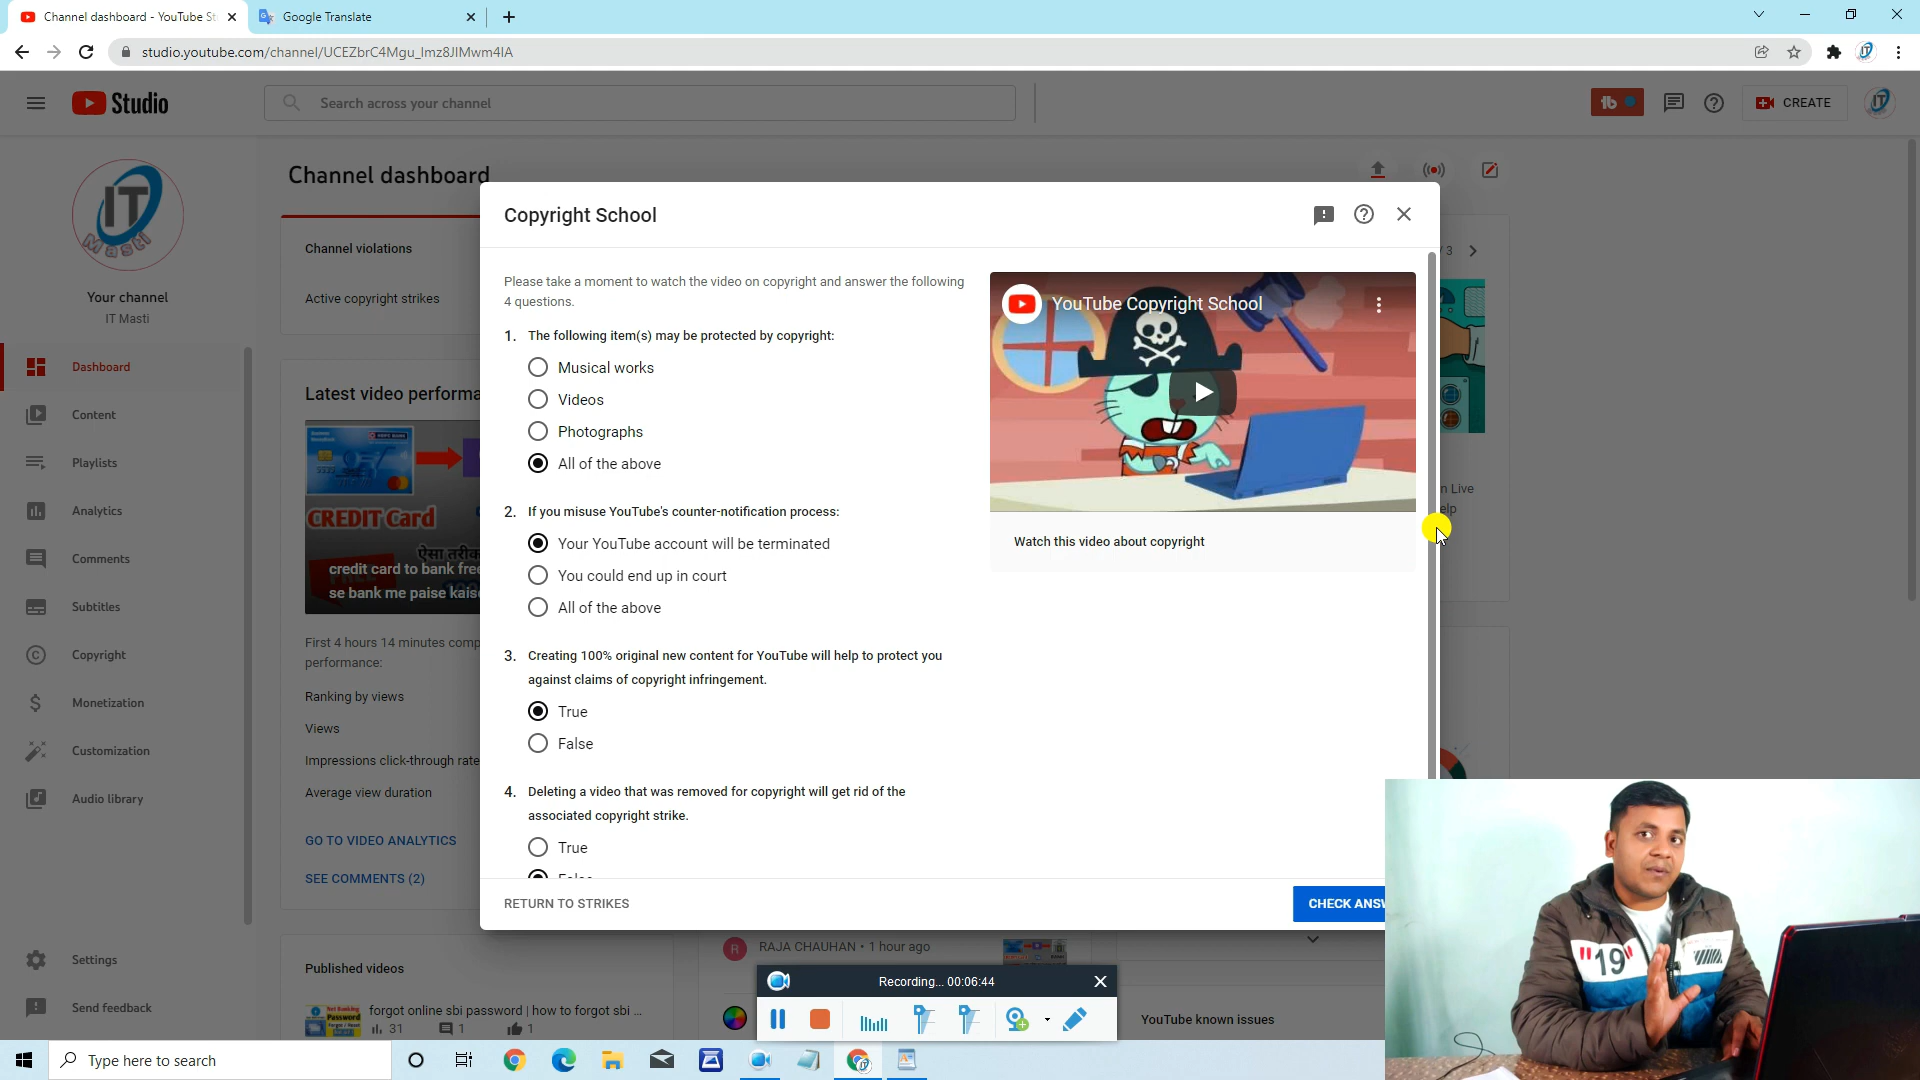 Channel dashboard - YouTube St
Google Translate
studio.youtube.com/channel/UCEZbrC4Mgu_lmz8JIMwm4lA
Studio
Search across your channel
CREATE
IT
Masti
Your channel
IT Masti
Dashboard
Content
Playlists
Analytics
Comments
Subtitles
Copyright
Monetization
Customization
Audio library
Settings
Send feedback
Channel dashboard
Channel violations
Active copyright strikes
Latest video performa
CREDIT Card
credit card to bank free
se bank me paise kaise
First 4 hours 14 minutes comp
performance:
Ranking by views
Views
Impressions click-through rate
Average view duration
GO TO VIDEO ANALYTICS
SEE COMMENTS (2)
Published videos
forgot online sbi password | how to forgot sbi ...
31 1 1
Copyright School
Please take a moment to watch the video on copyright and answer the following
4 questions.
1. The following item(s) may be protected by copyright:
Musical works
Videos
Photographs
All of the above
2. If you misuse YouTube's counter-notification process:
Your YouTube account will be terminated
You could end up in court
All of the above
3. Creating 100% original new content for YouTube will help to protect you
against claims of copyright infringement.
True
False
4. Deleting a video that was removed for copyright will get rid of the
associated copyright strike.
True
False
RETURN TO STRIKES
CHECK ANSW
YouTube Copyright School
Watch this video about copyright
/ 3
n Live
elp
R
RAJA CHAUHAN • 1 hour ago
Recording... 00:06:44
YouTube known issues
"19"
Type here to search